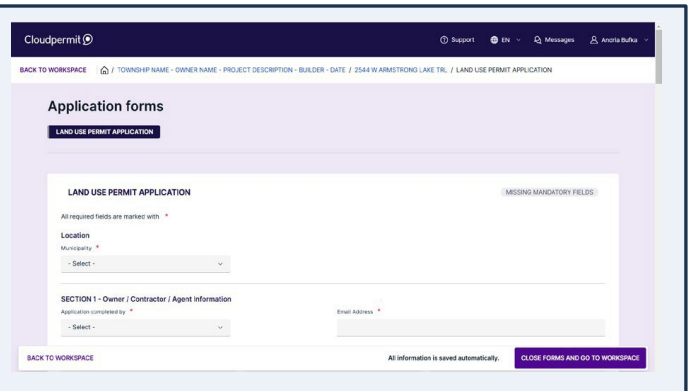 Cloudpermit
Support EN Messages Andria Bufka
BACK TO WORKSPACE / TOWNSHIP NAME - OWNER NAME - PROJECT DESCRIPTION - BUILDER - DATE / 2544 W ARMSTRONG LAKE TRL / LAND USE PERMIT APPLICATION
Application forms
LAND USE PERMIT APPLICATION
LAND USE PERMIT APPLICATION MISSING MANDATORY FIELDS
All required fields are marked with *
Location
Municipality *
- Select -
SECTION 1 - Owner / Contractor / Agent information
Application completed by * Email Address *
- Select -
BACK TO WORKSPACE All information is saved automatically. CLOSE FORMS AND GO TO WORKSPACE